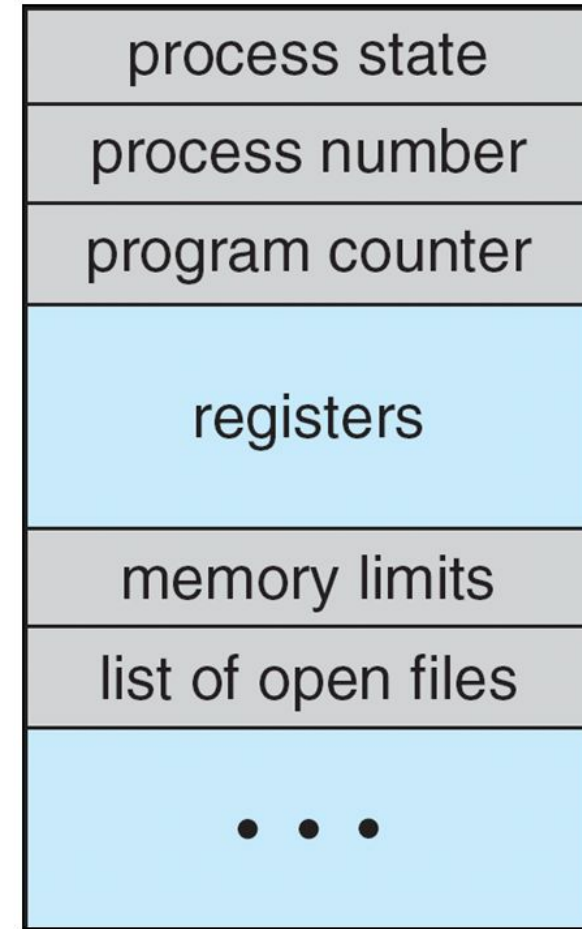 process state
process number
program counter
registers
memory limits
list of open files
• • •